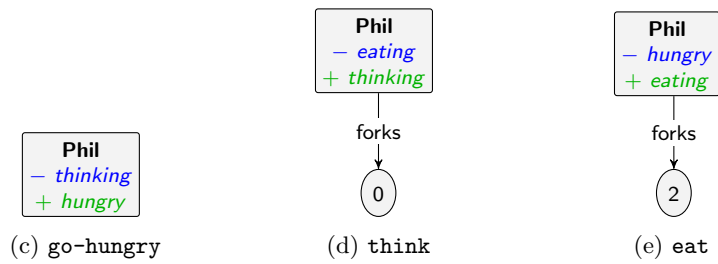 Phil
− thinking
+ hungry
(c) go-hungry
Phil
− eating
+ thinking
forks
0
(d) think
Phil
− hungry
+ eating
forks
2
(e) eat